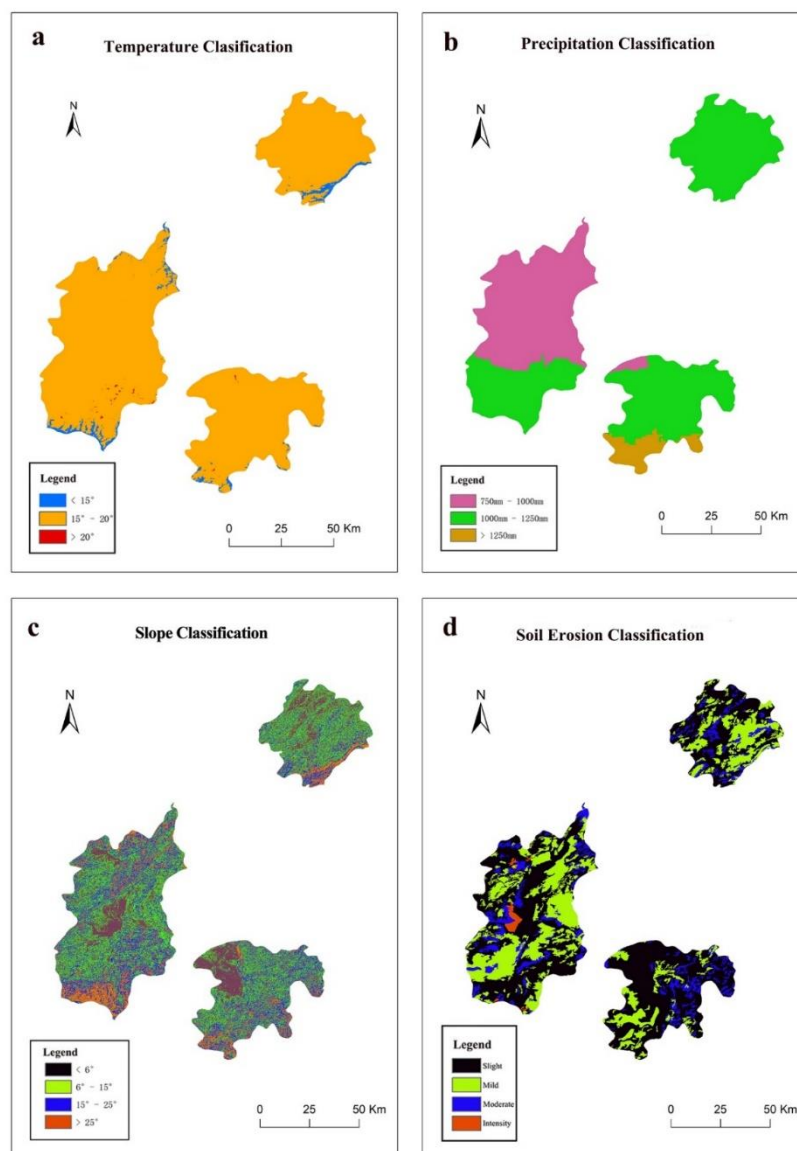 a
Temperature Clasification
N
Legend
< 15°
15° - 20°
> 20°
0 25 50 Km
b
Precipitation Classification
N
Legend
750mm - 1000mm
1000mm - 1250mm
> 1250mm
0 25 50 Km
c
Slope Classification
N
Legend
< 6°
6° - 15°
15° - 25°
> 25°
0 25 50 Km
d
Soil Erosion Classification
N
Legend
Slight
Mild
Moderate
Intensity
0 25 50 Km